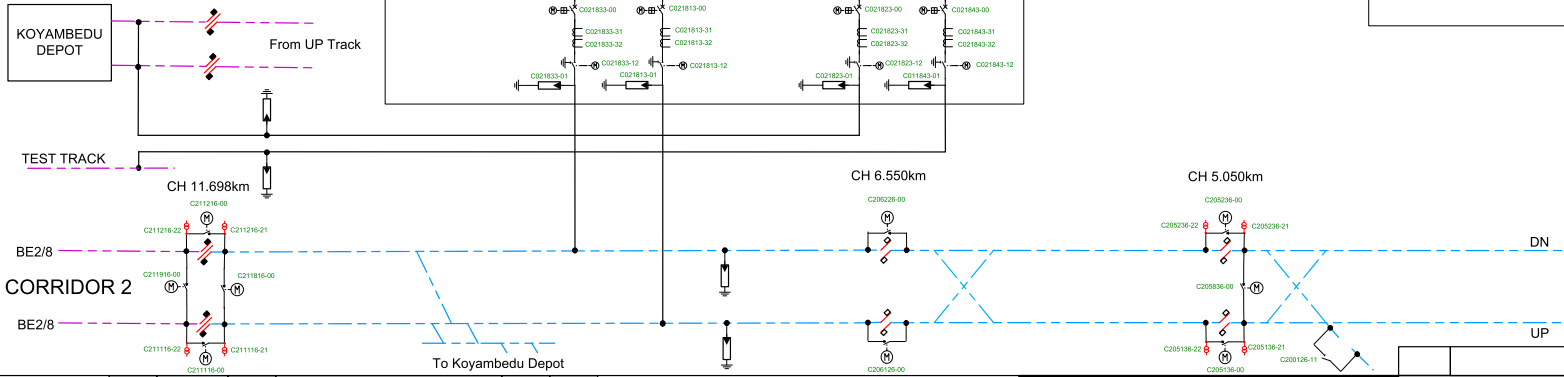 C021833-00
C021813-00
C021823-00
C021843-00
M
M
M
M
KOYAMBEDU
DEPOT
From UP Track
C021833-31
C021833-32
C021813-31
C021813-32
C021823-31
C021823-32
C021843-31
C021843-32
C021833-12
C021813-12
C021823-12
C021843-12
M
M
M
M
C021833-01
C021813-01
C021823-01
C011843-01
TEST TRACK
CH 11.698km
CH 6.550km
CH 5.050km
C211216-00
C206226-00
C205236-00
M
M
M
C211216-22
C211216-21
C205236-22
C205236-21
BE2/8
DN
C211916-00
C211816-00
M
M
C205836-00
M
CORRIDOR 2
BE2/8
UP
C211116-22
C211116-21
C205136-22
C205136-21
M
M
M
C200126-11
To Koyambedu Depot
C211116-00
C206126-00
C205136-00